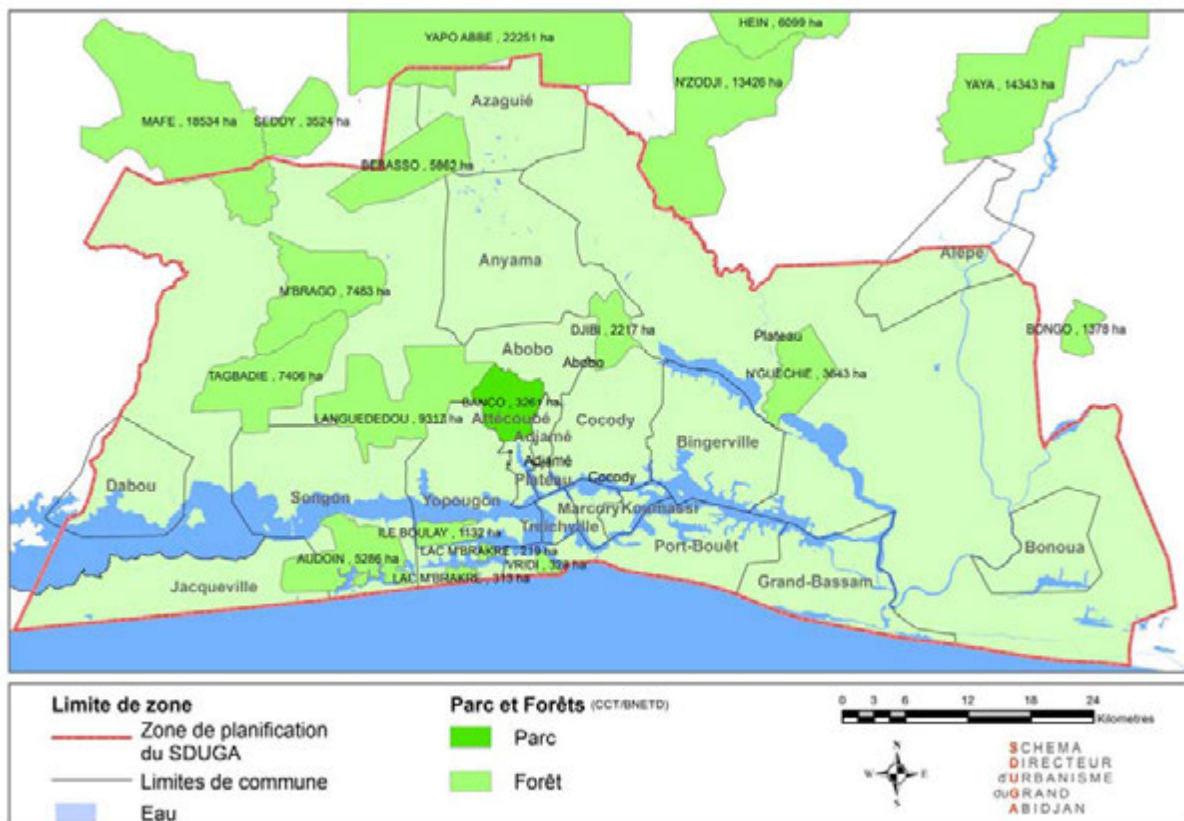 HEIN , 6099 ha
YAPO ABBE , 22251 ha
N'ZODJI , 13426 ha
YAYA , 14343 ha
Azaguié
MAFE , 18534 ha
SEDDY , 3524 ha
BEBASSO , 5862 ha
Anyama
Alépé
M'BRAGO , 7483 ha
DJIBI , 2217 ha
Plateau
BONGO , 1378 ha
Abobo
Abobo
TAGBADIE , 7406 ha
N'GUECHIE , 3643 ha
BANCO , 3261 ha
LANGUEDEDOU , 9313 ha
Attécoubé
Cocody
Adjamé
Bingerville
Adjamé
Dabou
Plateau
Cocody
Songon
Yopougon
Marcory
Koumassi
Treichville
ILE BOULAY , 1132 ha
Port-Bouët
Bonoua
AUDOIN , 5286 ha
LAC M'BRAKRE , 219 ha
VRIDI
LAC M'BRAKRE , 313 ha
Jacqueville
Grand-Bassam
Limite de zone
Zone de planification
du SDUGA
Limites de commune
Eau
Parc et Forêts (CCT/BNETD)
Parc
Forêt
0 3 6 12 18 24
Kilometres
N
W E
S
SCHEMA
DIRECTEUR
d'URBANISME
du GRAND
ABIDJAN